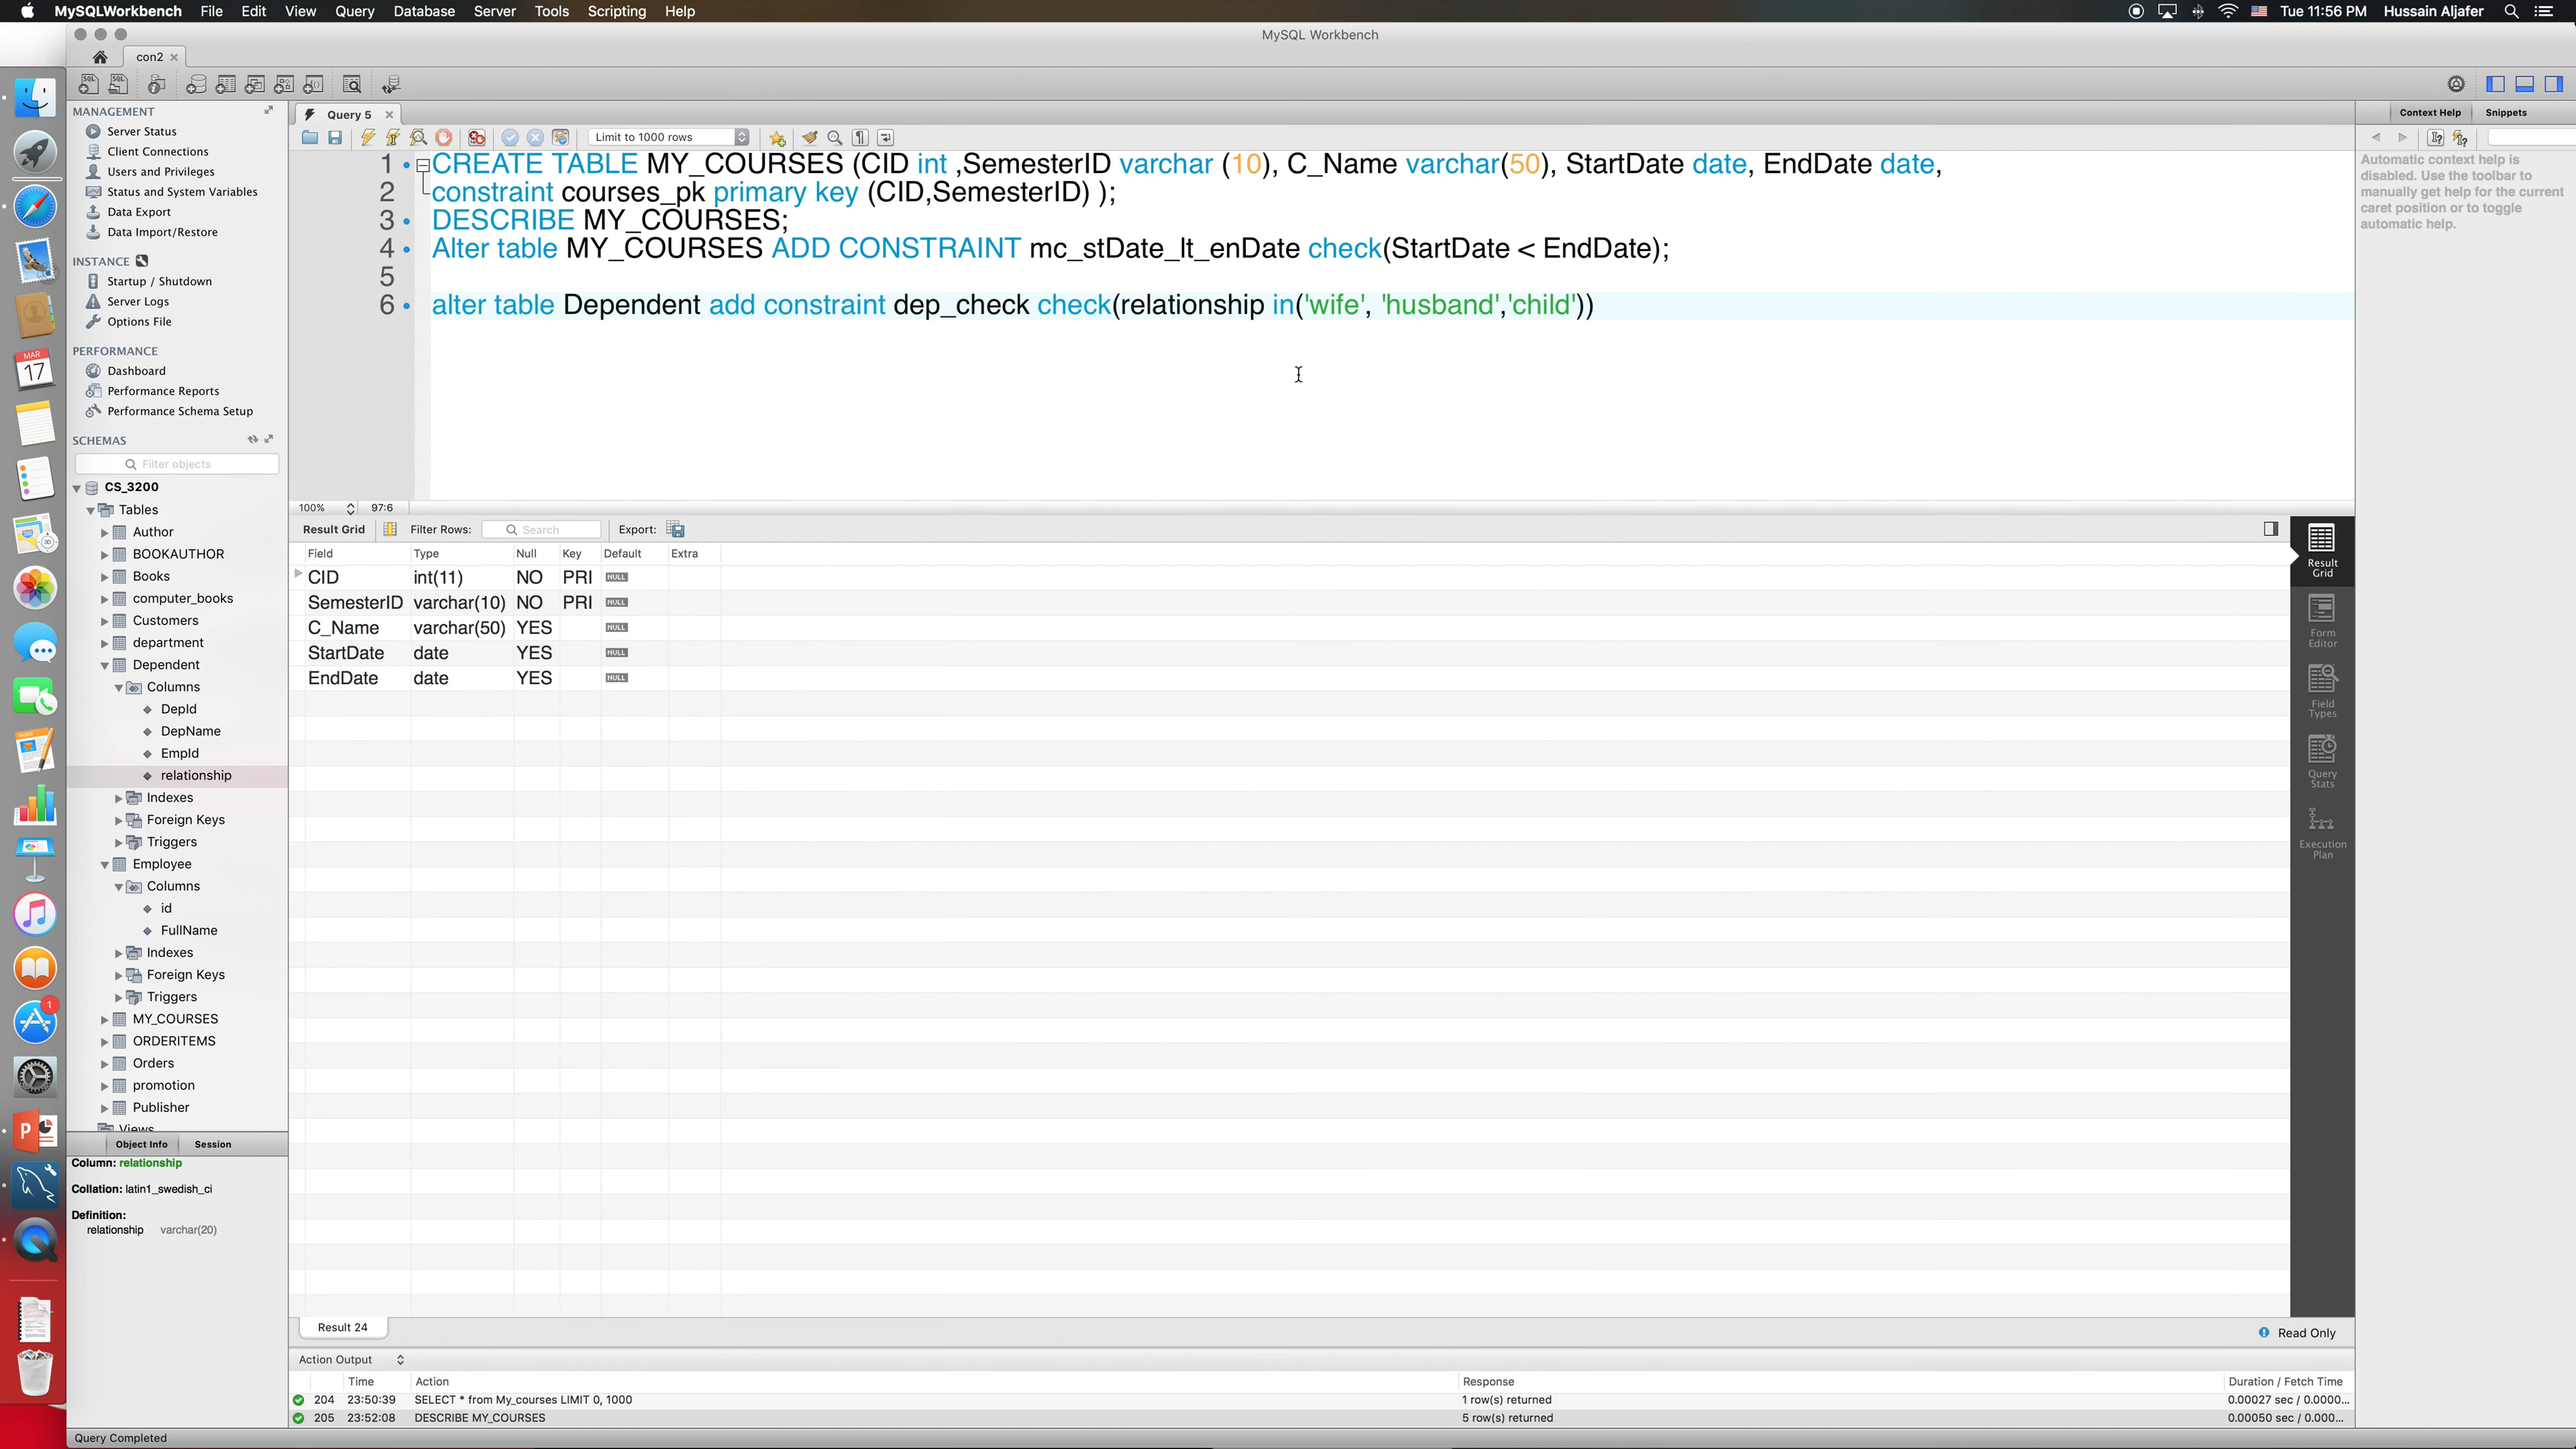 MySQLWorkbench File Edit View Query Database Server Tools Scripting Help
Tue 11:56 PM Hussain Aljafer
MySQL Workbench
con2
MANAGEMENT
Server Status
Client Connections
Users and Privileges
Status and System Variables
Data Export
Data Import/Restore
INSTANCE
Startup / Shutdown
Server Logs
Options File
PERFORMANCE
Dashboard
Performance Reports
Performance Schema Setup
SCHEMAS
Filter objects
CS_3200
Tables
Author
BOOKAUTHOR
Books
computer_books
Customers
department
Dependent
Columns
DepId
DepName
EmpId
relationship
Indexes
Foreign Keys
Triggers
Employee
Columns
id
FullName
Indexes
Foreign Keys
Triggers
MY_COURSES
ORDERITEMS
Orders
promotion
Publisher
Views
Object Info Session
Column: relationship
Collation: latin1_swedish_ci
Definition:
relationship varchar(20)
Query 5
Limit to 1000 rows
1 CREATE TABLE MY_COURSES (CID int ,SemesterID varchar (10), C_Name varchar(50), StartDate date, EndDate date,
2 constraint courses_pk primary key (CID,SemesterID) );
3 DESCRIBE MY_COURSES;
4 Alter table MY_COURSES ADD CONSTRAINT mc_stDate_lt_enDate check(StartDate < EndDate);
5
6 alter table Dependent add constraint dep_check check(relationship in('wife', 'husband','child'))
100% 97:6
Result Grid Filter Rows: Search Export:
Field Type Null Key Default Extra
CID int(11) NO PRI NULL
SemesterID varchar(10) NO PRI NULL
C_Name varchar(50) YES NULL
StartDate date YES NULL
EndDate date YES NULL
Result Grid
Form Editor
Field Types
Query Stats
Execution Plan
Result 24
Read Only
Action Output
Time Action Response Duration / Fetch Time
204 23:50:39 SELECT * from My_courses LIMIT 0, 1000 1 row(s) returned 0.00027 sec / 0.0000...
205 23:52:08 DESCRIBE MY_COURSES 5 row(s) returned 0.00050 sec / 0.000...
Query Completed
Context Help Snippets
Automatic context help is
disabled. Use the toolbar to
manually get help for the current
caret position or to toggle
automatic help.
MAR
17
1